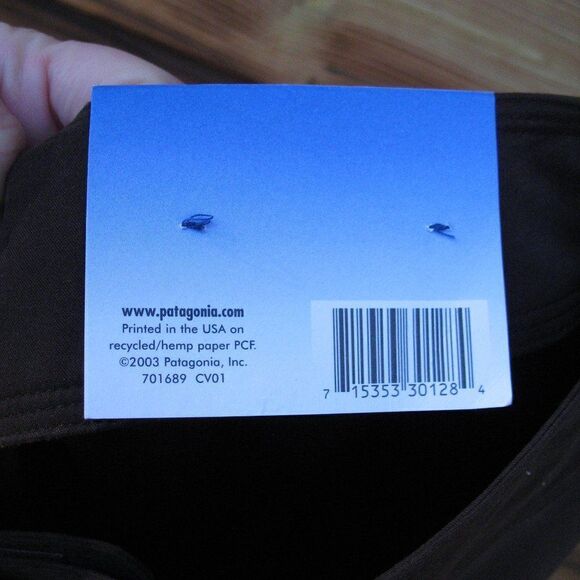 www.patagonia.com
Printed in the USA on
recycled/hemp paper PCF.
©2003 Patagonia, Inc.
701689 CV01
7 15353 30128 4